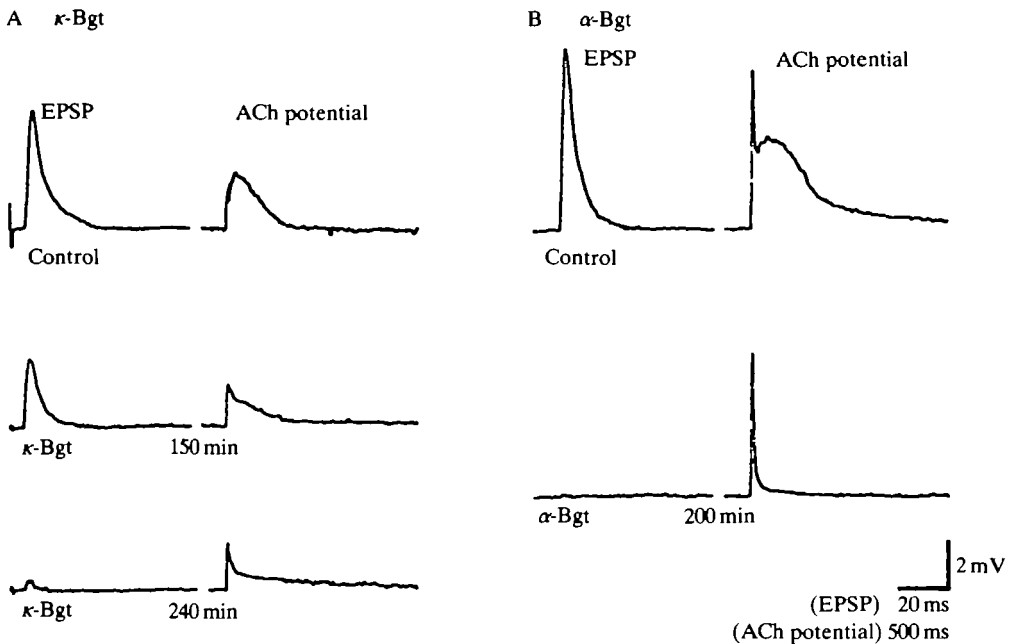 A κ-Bgt
EPSP
ACh potential
Control
κ-Bgt 150 min
κ-Bgt 240 min
B α-Bgt
EPSP
ACh potential
Control
α-Bgt 200 min
2 mV
(EPSP) 20 ms
(ACh potential) 500 ms